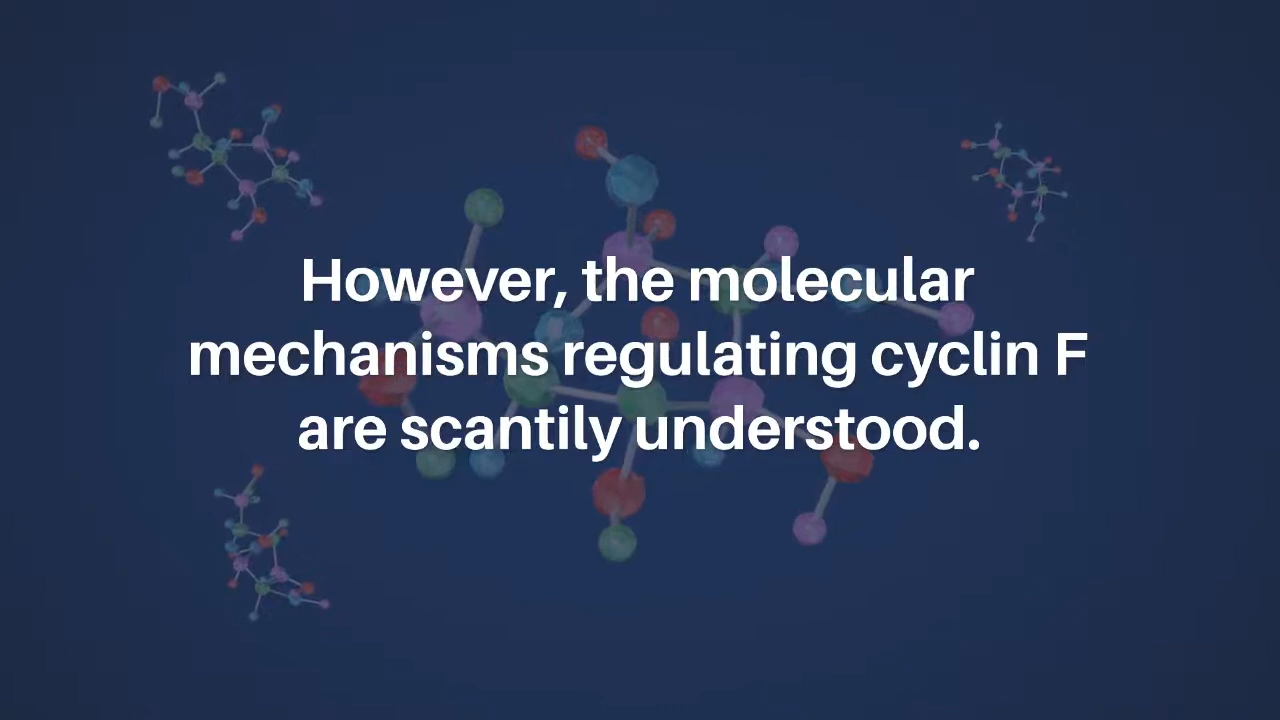 However, the molecular
mechanisms regulating cyclin F
are scantily understood.